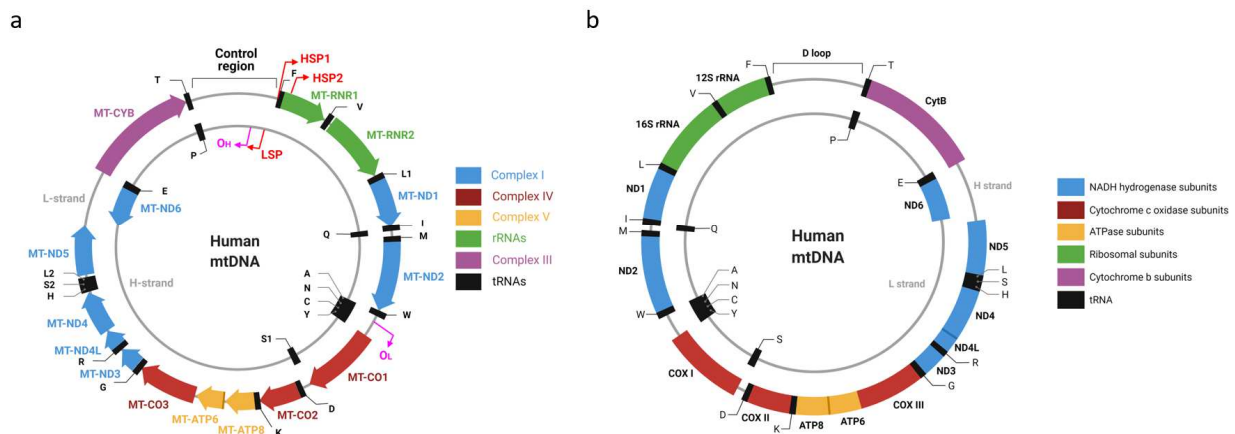 a
Control
region
HSP1
F
HSP2
MT-RNR1
V
MT-RNR2
L1
MT-ND1
I
M
MT-ND2
W
OL
MT-CO1
D
MT-CO2
K
MT-ATP8
MT-ATP6
MT-CO3
G
MT-ND3
R
MT-ND4L
MT-ND4
H
S2
L2
MT-ND5
L-strand
MT-CYB
T
P
OH
LSP
E
MT-ND6
H-strand
Human
mtDNA
Q
A
N
C
Y
S1
Complex I
Complex IV
Complex V
rRNAs
Complex III
tRNAs
b
D loop
F
T
12S rRNA
V
16S rRNA
L
ND1
I
M
ND2
W
COX I
D
COX II
K
ATP8
ATP6
COX III
G
ND3
R
ND4L
ND4
H
S
L
ND5
H strand
CytB
P
E
ND6
L strand
Human
mtDNA
Q
A
N
C
Y
S
NADH hydrogenase subunits
Cytochrome c oxidase subunits
ATPase subunits
Ribosomal subunits
Cytochrome b subunits
tRNA